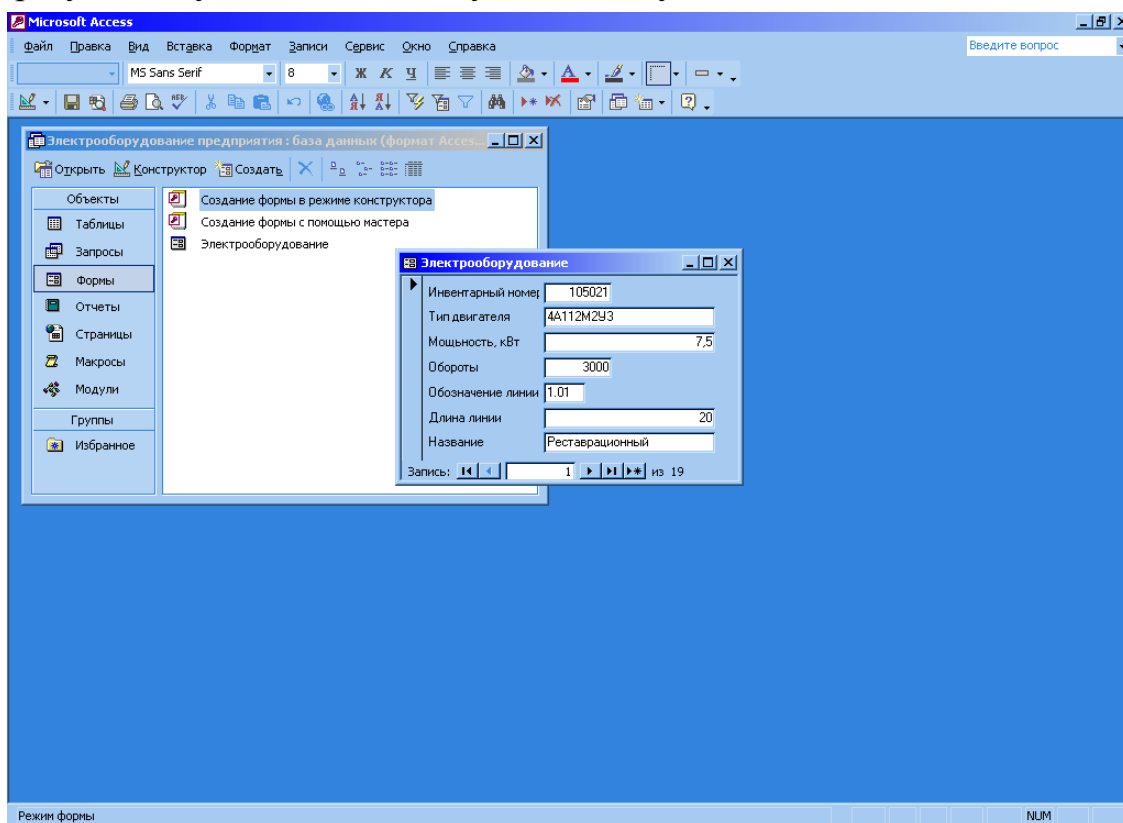 Microsoft Access
Файл Правка Вид Вставка Формат Записи Сервис Окно Справка Введите вопрос
MS Sans Serif 8 Ж К Ч
Электрооборудование предприятия : база данных (формат Acces...
Открыть Конструктор Создать
Объекты
Таблицы
Запросы
Формы
Отчеты
Страницы
Макросы
Модули
Группы
Избранное
Создание формы в режиме конструктора
Создание формы с помощью мастера
Электрооборудование
Электрооборудование
Инвентарный номер 105021
Тип двигателя 4А112М2У3
Мощьность, кВт 7,5
Обороты 3000
Обозначение линии 1.01
Длина линии 20
Название Реставрационный
Запись: 1 из 19
Режим формы NUM